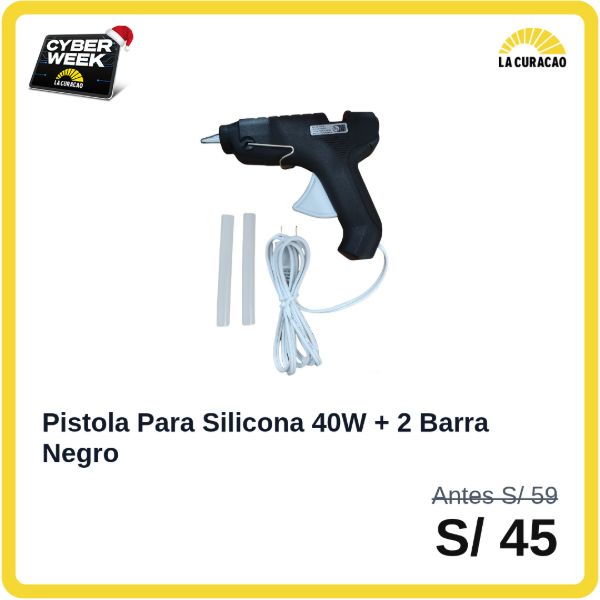 CYBER
WEEK
LA CURACAO
LA CURACAO
Pistola Para Silicona 40W + 2 Barra
Negro
Antes S/ 59
S/ 45